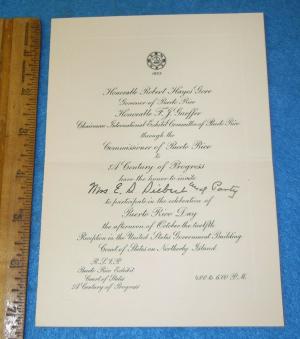 1933
Honorable Robert Hayes Gore
Governor of Puerto Rico
Honorable F. J.
Chairman International Exhibit Committee of Puerto Rico
through the
Commissioner of Puerto Rico
to
A Century of Progress
have the honor to invite
Mrs E. D. and Party
to participate in the celebration of
Puerto Rico Day
the afternoon of October the twelfth
Reception in the United States Government Building
Court of States on Northerly Island
R.S.V.P.
Puerto Rico Exhibit
Court of States
A Century of Progress
4:00 to 6:00 P.M.